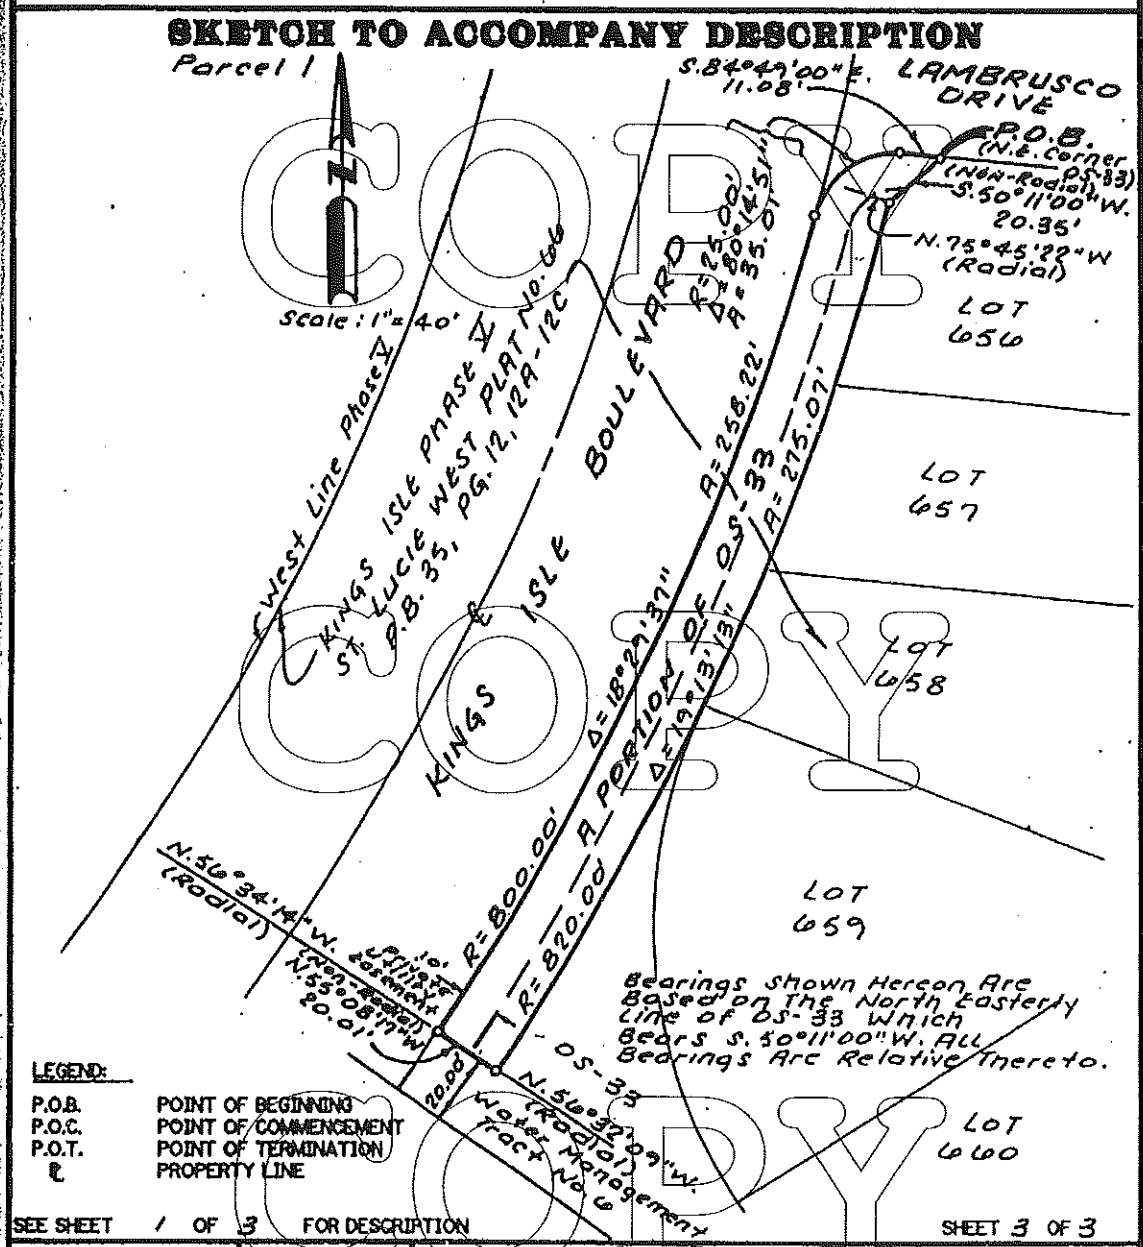 SKETCH TO ACCOMPANY DESCRIPTION
Parcel 1
S.84°49'00"E.
11.08'
LAMBRUSCO
DRIVE
P.O.B.
(N.E. Corner
OS-33)
(Non-Radial)
S.50°11'00"W.
20.35'
N.75°45'22"W
(Radial)
N
Scale: 1"=40'
R=25.00'
Δ=80°14'51"
A=35.01'
LOT
656
LOT
657
LOT
658
LOT
659
LOT
660
West Line Phase V
KINGS ISLE PHASE V
ST. LUCIE WEST PLAT NO. 66
P.B. 35, PG. 12, 12A-12C
KINGS ISLE BOULEVARD
℄
A=258.22'
Δ=18°29'37"
R=800.00'
A PORTION OF OS-33
A=275.07'
Δ=19°13'13"
R=820.00'
N.56°34'14"W.
(Radial)
10'
Private
Utility
Easement
(Non-Radial)
N.55°08'17"W
20.01'
20.00'
OS-33
N.56°32'09"W.
(Radial)
Water Management
Tract No. 6
Bearings Shown Hereon Are
Based on The North Easterly
Line of OS-33 Which
Bears S.50°11'00"W. All
Bearings Are Relative Thereto.
LEGEND:
P.O.B. POINT OF BEGINNING
P.O.C. POINT OF COMMENCEMENT
P.O.T. POINT OF TERMINATION
PROPERTY LINE
SEE SHEET 1 OF 3 FOR DESCRIPTION
SHEET 3 OF 3
COPY
COPY
COPY